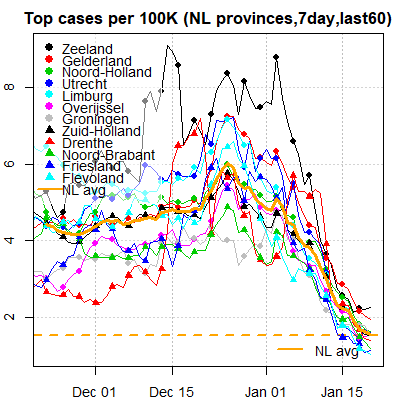 Top cases per 100K (NL provinces,7day,last60)
Zeeland
Gelderland
Noord-Holland
Utrecht
Limburg
Overijssel
Groningen
Zuid-Holland
Drenthe
Noord-Brabant
Friesland
Flevoland
NL avg
8
6
4
2
NL avg
Dec 01
Dec 15
Jan 01
Jan 15